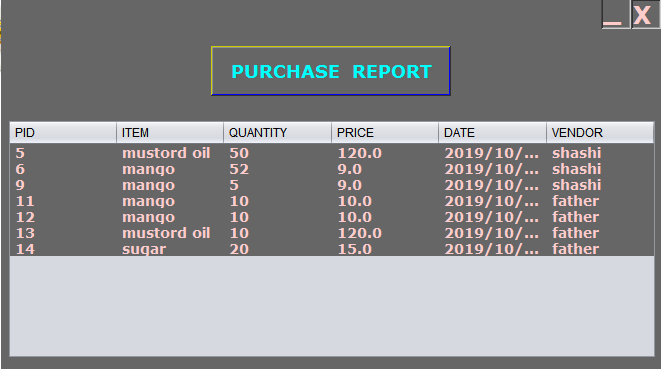 _ X
PURCHASE REPORT
PID ITEM QUANTITY PRICE DATE VENDOR
5 mustord oil 50 120.0 2019/10/... shashi
6 mango 52 9.0 2019/10/... shashi
9 mango 5 9.0 2019/10/... shashi
11 mango 10 10.0 2019/10/... father
12 mango 10 10.0 2019/10/... father
13 mustord oil 10 120.0 2019/10/... father
14 sugar 20 15.0 2019/10/... father